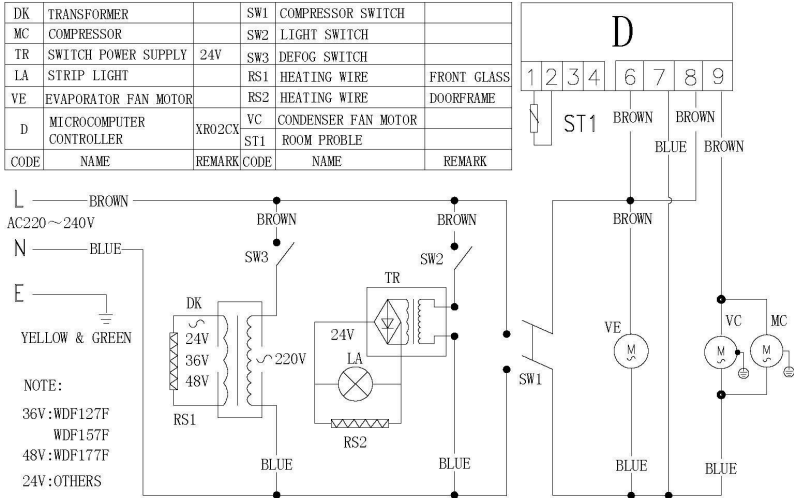 DK TRANSFORMER SW1 COMPRESSOR SWITCH
MC COMPRESSOR SW2 LIGHT SWITCH
TR SWITCH POWER SUPPLY 24V SW3 DEFOG SWITCH
LA STRIP LIGHT RS1 HEATING WIRE FRONT GLASS
VE EVAPORATOR FAN MOTOR RS2 HEATING WIRE DOORFRAME
D MICROCOMPUTER CONTROLLER XR02CX VC CONDENSER FAN MOTOR
ST1 ROOM PROBLE
CODE NAME REMARK CODE NAME REMARK
D
1 2 3 4 6 7 8 9
ST1
BROWN BROWN
BLUE BROWN
L BROWN
AC220～240V
BROWN BROWN BROWN
N BLUE
SW3 SW2
TR
E
YELLOW & GREEN
DK
24V
36V
48V
220V
RS1
24V
LA
RS2
SW1
VE
M
VC
M
MC
M
NOTE:
36V:WDF127F
WDF157F
48V:WDF177F
24V:OTHERS
BLUE BLUE BLUE BLUE